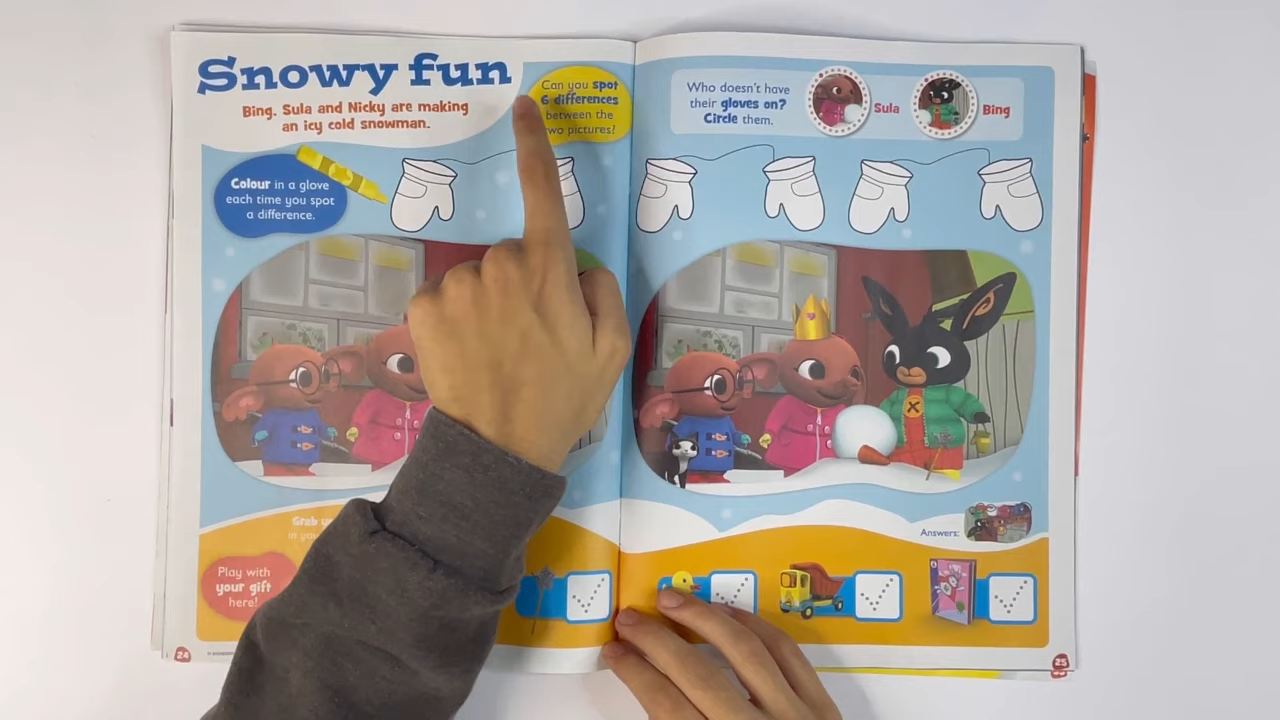 Snowy fun
Bing, Sula and Nicky are making
an icy cold snowman.
Can you spot
6 differences
between the
two pictures?
Colour in a glove
each time you spot
a difference.
Who doesn't have
their gloves on?
Circle them.
Sula
Bing
Grab
in
Play with
your gift
here!
Answers:
24
25